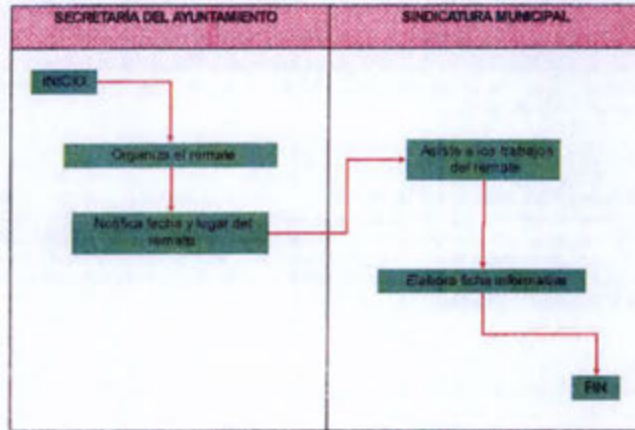 SECRETARÍA DEL AYUNTAMIENTO
SINDICATURA MUNICIPAL
INICIO
Organiza el remate
Notifica fecha y lugar del
remate
Asiste a los trabajos
del remate
Elabora ficha informativa
FIN